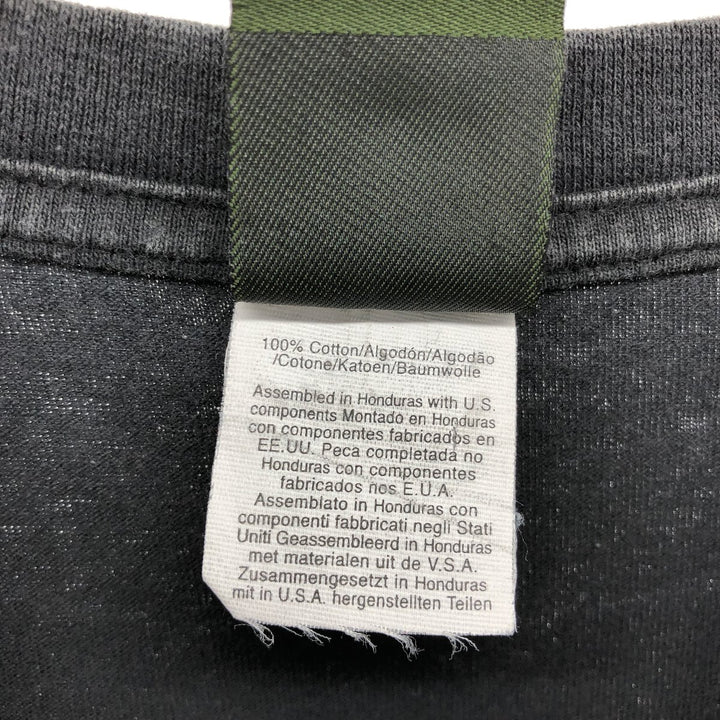 100% Cotton/Algodón/Algodão
/Cotone/Katoen/Baumwolle
Assembled in Honduras with U.S.
components Montado en Honduras
con componentes fabricados en
EE.UU. Peca completada no
Honduras con componentes
fabricados nos E.U.A.
Assemblato in Honduras con
componenti fabbricati negli Stati
Uniti Geassembleerd in Honduras
met materialen uit de V.S.A.
Zusammengesetzt in Honduras
mit in U.S.A. hergenstellten Teilen